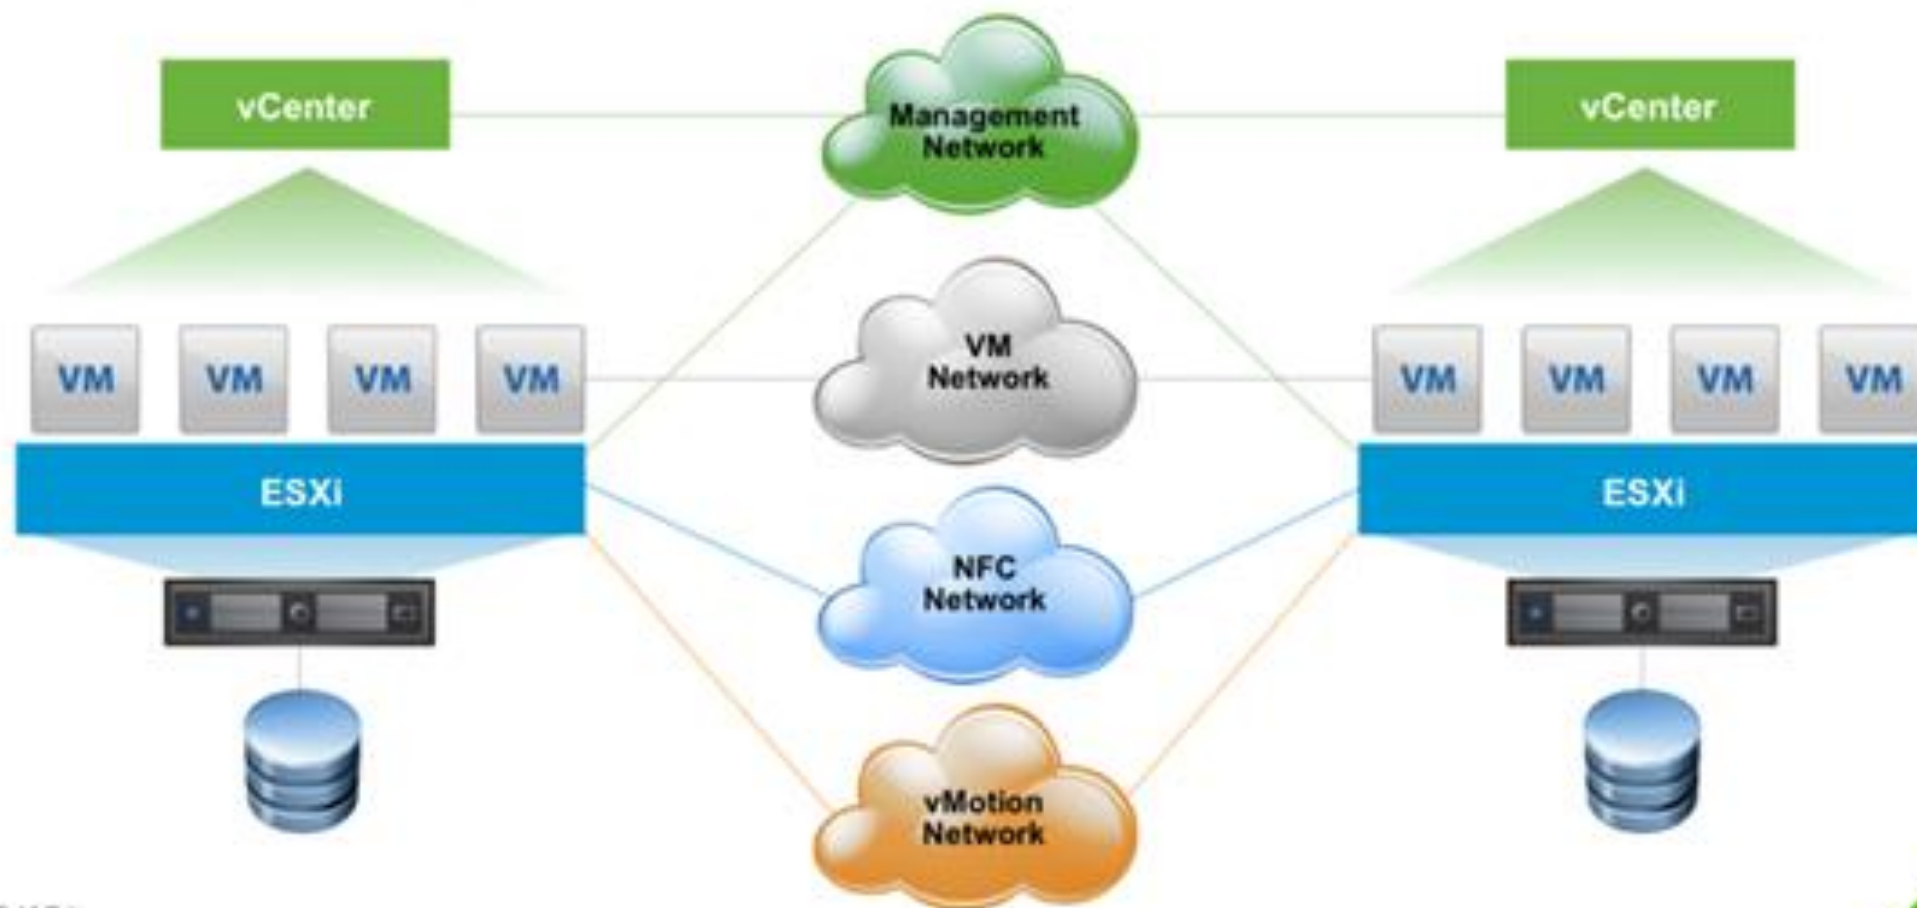 vCenter
Management
Network
vCenter
VM
VM
VM
VM
VM
Network
VM
VM
VM
VM
ESXi
NFC
Network
ESXi
vMotion
Network